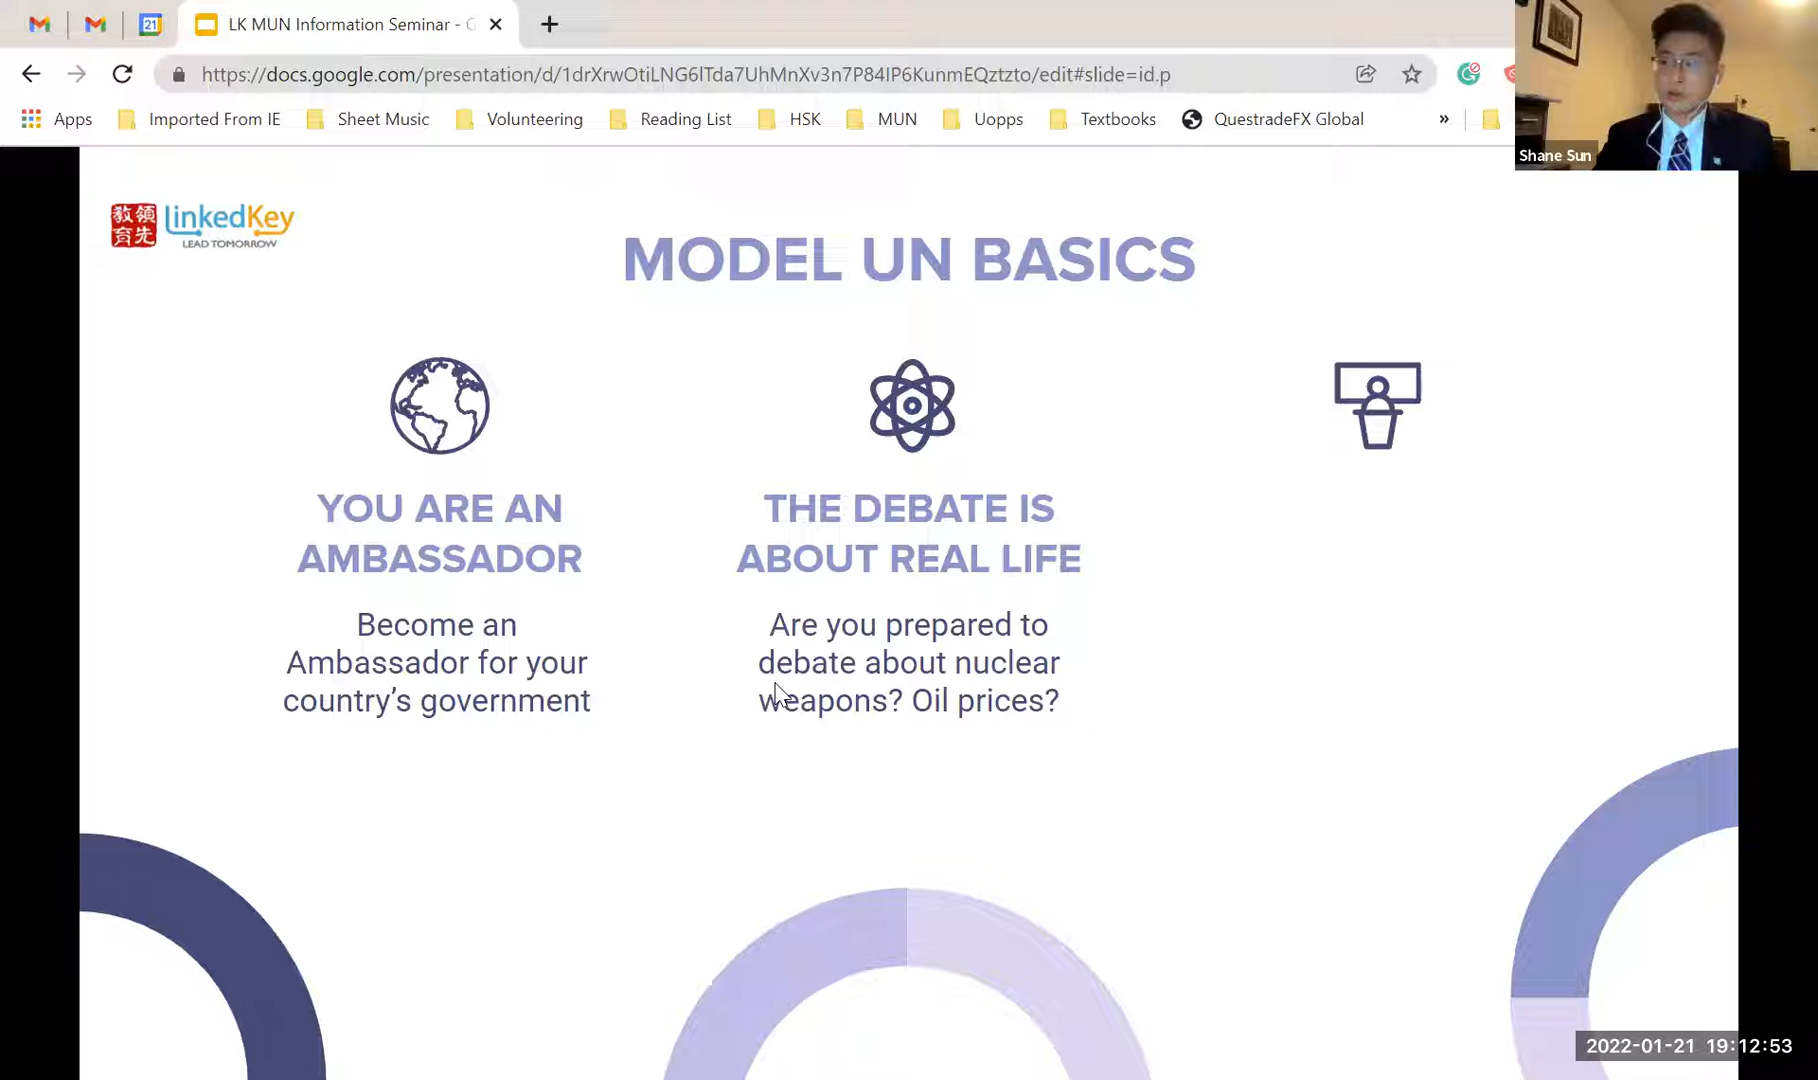 21
LK MUN Information Seminar - G
https://docs.google.com/presentation/d/1drXrwOtiLNG6lTda7UhMnXv3n7P84IP6KunmEQztzto/edit#slide=id.p
Apps
Imported From IE
Sheet Music
Volunteering
Reading List
HSK
MUN
Uopps
Textbooks
QuestradeFX Global
»
Shane Sun
教領
育先
linkedKey
LEAD TOMORROW
MODEL UN BASICS
YOU ARE AN
AMBASSADOR
Become an
Ambassador for your
country’s government
THE DEBATE IS
ABOUT REAL LIFE
Are you prepared to
debate about nuclear
weapons? Oil prices?
2022-01-21 19:12:53